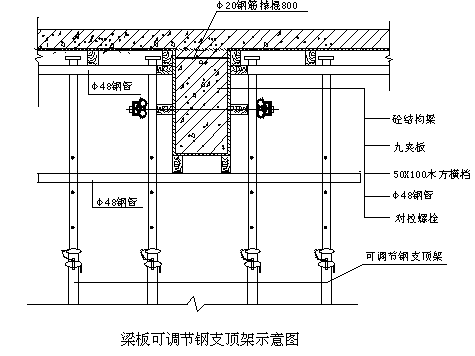 Φ20钢筋撑棍800
Φ48钢管
砼结构梁
九夹板
50X100木方横档
Φ48钢管
Φ48钢管
对拉螺栓
可调节钢支顶架
梁板可调节钢支顶架示意图